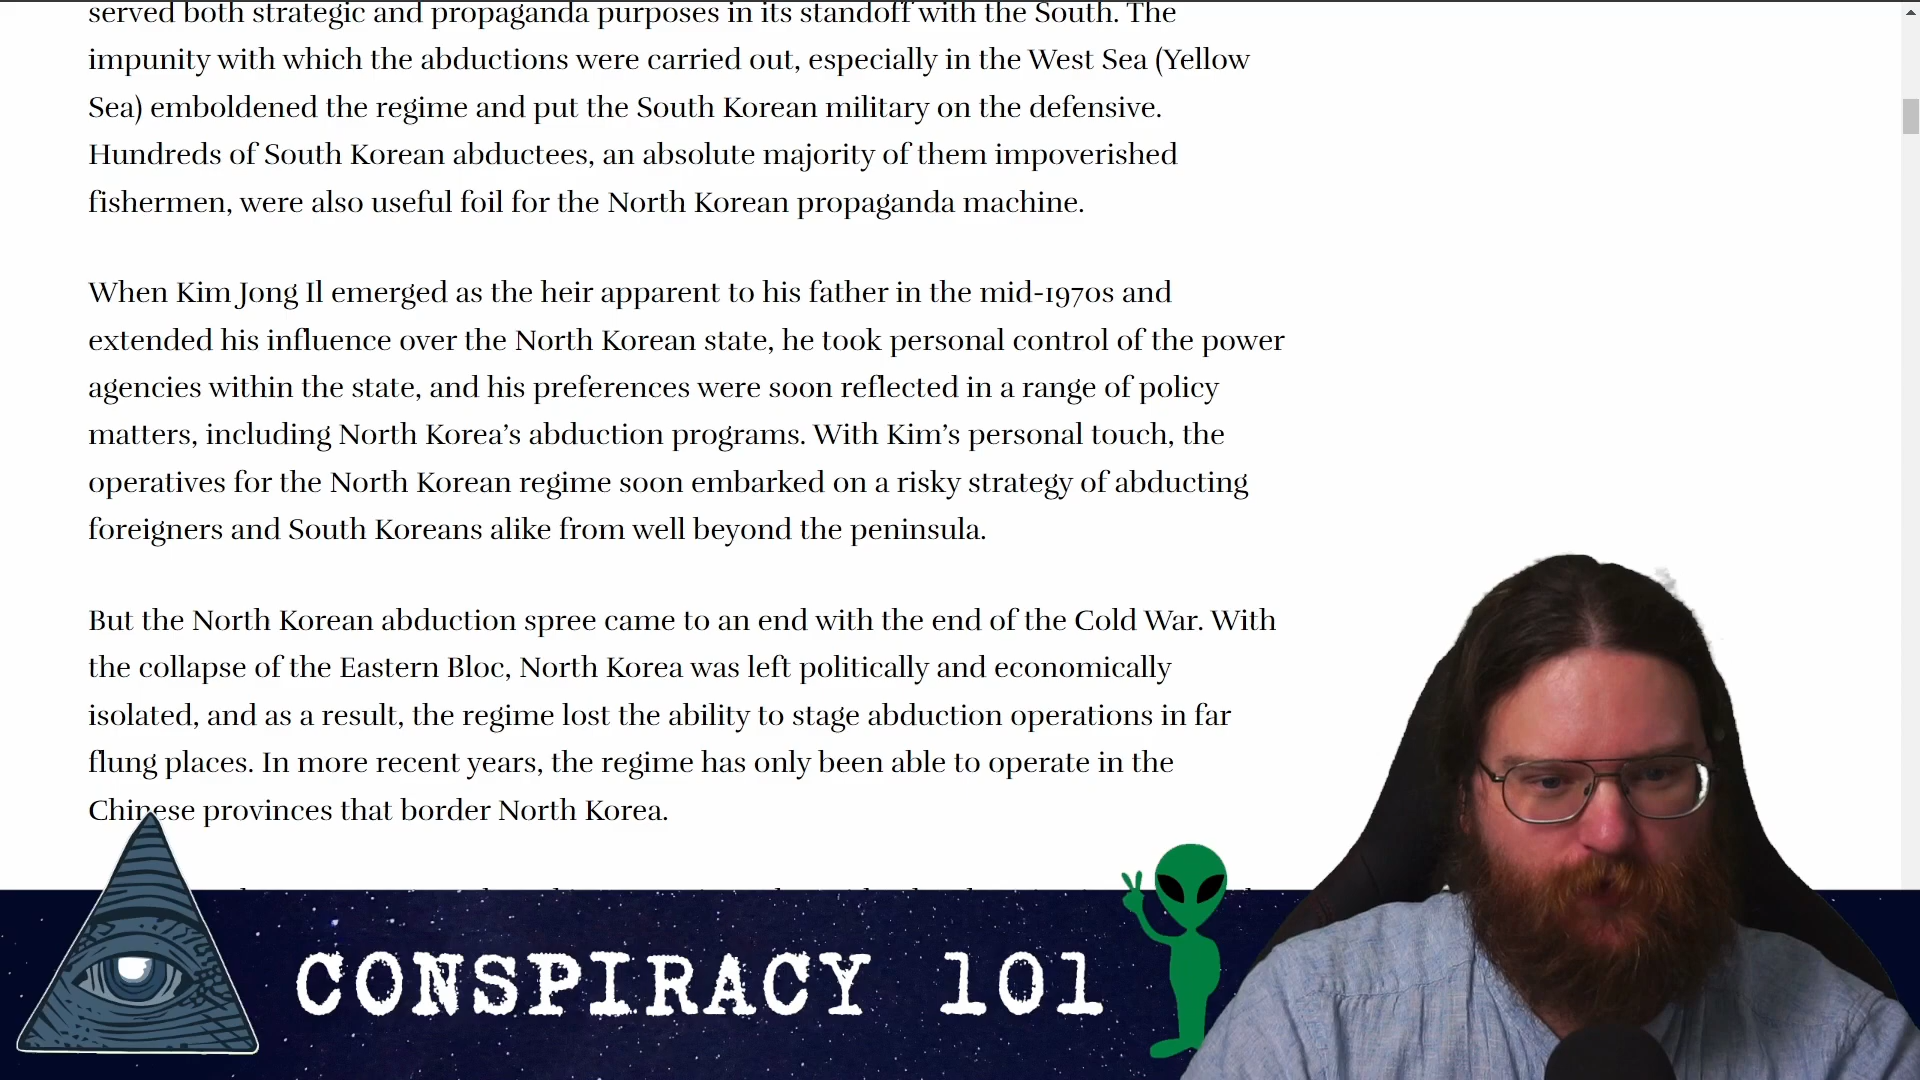 served both strategic and propaganda purposes in its standoff with the South. The
impunity with which the abductions were carried out, especially in the West Sea (Yellow
Sea) emboldened the regime and put the South Korean military on the defensive.
Hundreds of South Korean abductees, an absolute majority of them impoverished
fishermen, were also useful foil for the North Korean propaganda machine.
When Kim Jong Il emerged as the heir apparent to his father in the mid-1970s and
extended his influence over the North Korean state, he took personal control of the power
agencies within the state, and his preferences were soon reflected in a range of policy
matters, including North Korea’s abduction programs. With Kim’s personal touch, the
operatives for the North Korean regime soon embarked on a risky strategy of abducting
foreigners and South Koreans alike from well beyond the peninsula.
But the North Korean abduction spree came to an end with the end of the Cold War. With
the collapse of the Eastern Bloc, North Korea was left politically and economically
isolated, and as a result, the regime lost the ability to stage abduction operations in far
flung places. In more recent years, the regime has only been able to operate in the
Chinese provinces that border North Korea.
CONSPIRACY 101